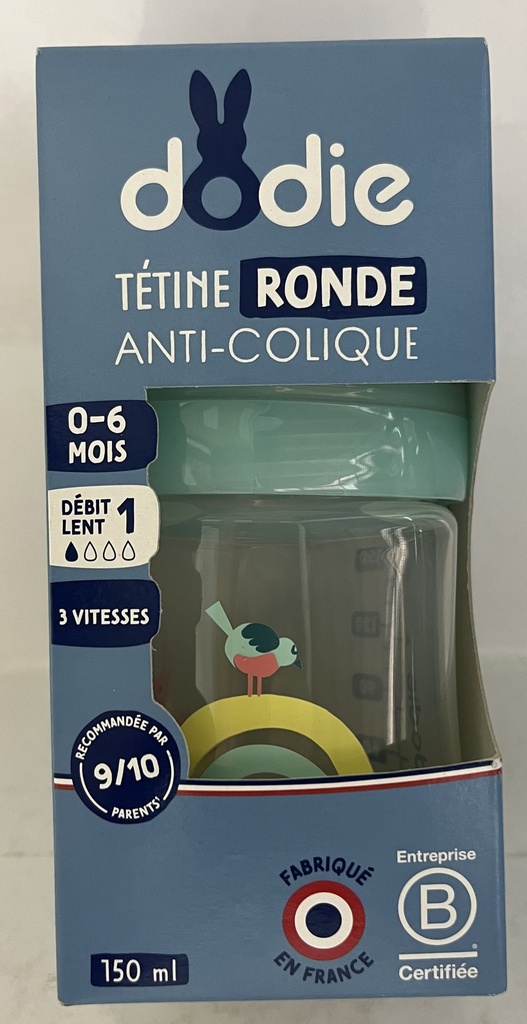 dodie
TÉTINE RONDE
ANTI-COLIQUE
0-6
MOIS
DÉBIT
LENT 1
3 VITESSES
RECOMMANDÉE PAR
9/10
PARENTS*
FABRIQUÉ
EN FRANCE
Entreprise
B
Certifiée
150 ml